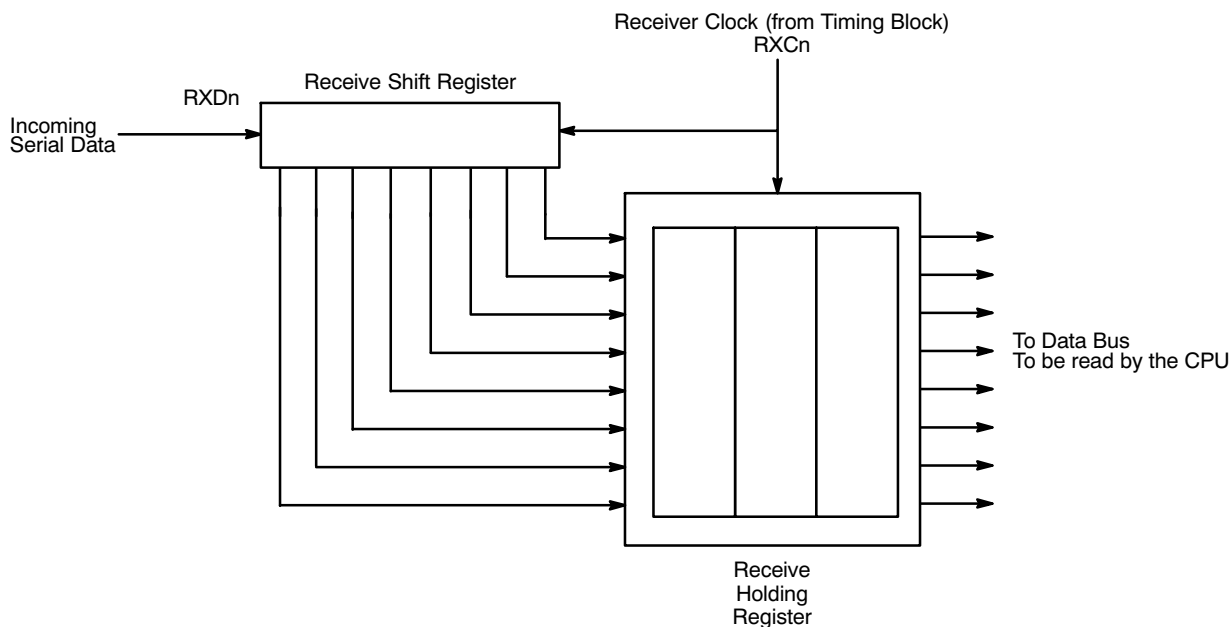 Receiver Clock (from Timing Block)
RXCn
Receive Shift Register
RXDn
Incoming
Serial Data
To Data Bus
To be read by the CPU
Receive
Holding
Register